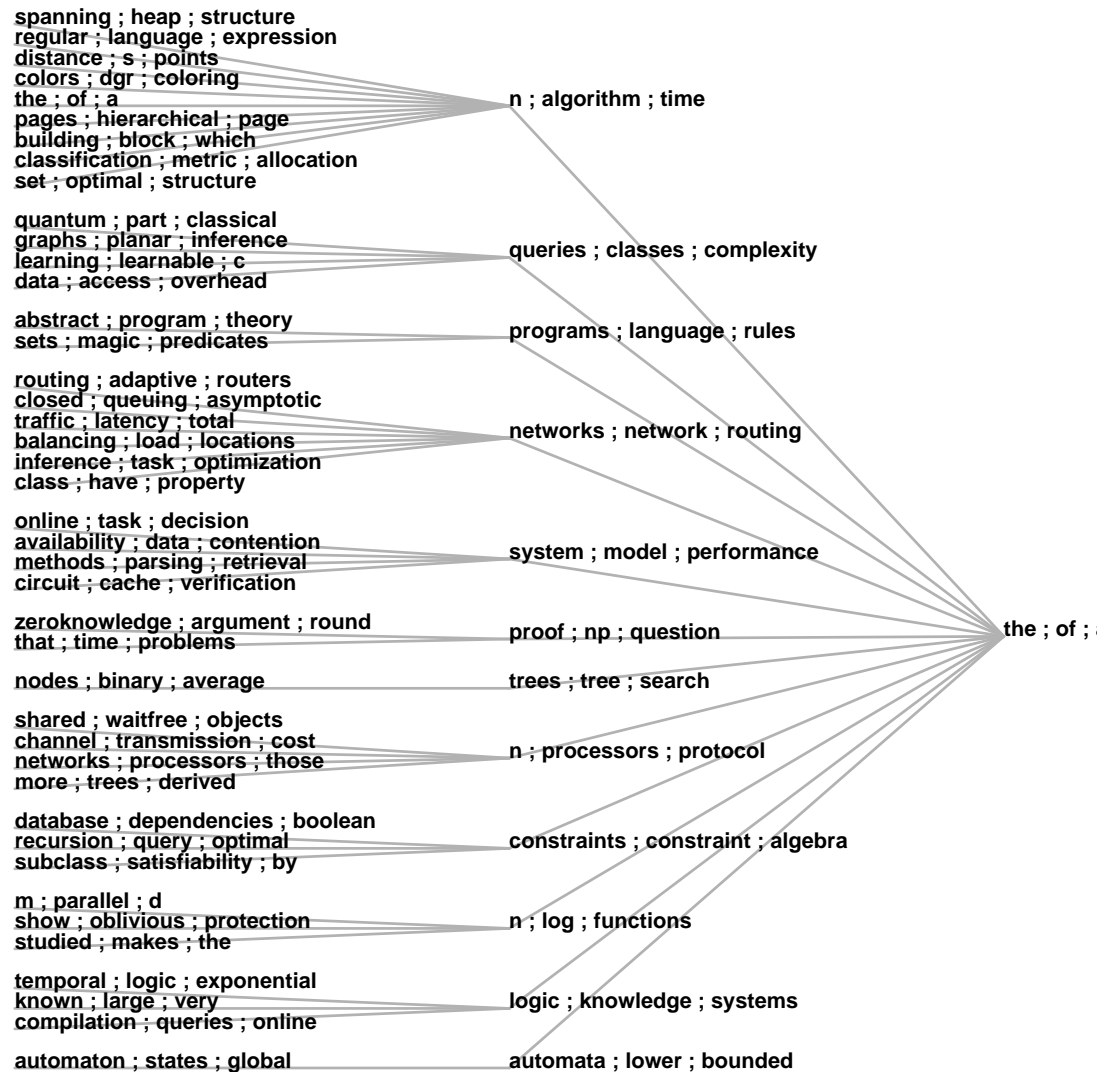 spanning ; heap ; structure
regular ; language ; expression
distance ; s ; points
colors ; dgr ; coloring
the ; of ; a
pages ; hierarchical ; page
building ; block ; which
classification ; metric ; allocation
set ; optimal ; structure
n ; algorithm ; time
quantum ; part ; classical
graphs ; planar ; inference
learning ; learnable ; c
data ; access ; overhead
queries ; classes ; complexity
abstract ; program ; theory
sets ; magic ; predicates
programs ; language ; rules
routing ; adaptive ; routers
closed ; queuing ; asymptotic
traffic ; latency ; total
balancing ; load ; locations
inference ; task ; optimization
class ; have ; property
networks ; network ; routing
online ; task ; decision
availability ; data ; contention
methods ; parsing ; retrieval
circuit ; cache ; verification
system ; model ; performance
zeroknowledge ; argument ; round
that ; time ; problems
proof ; np ; question
nodes ; binary ; average
trees ; tree ; search
shared ; waitfree ; objects
channel ; transmission ; cost
networks ; processors ; those
more ; trees ; derived
n ; processors ; protocol
database ; dependencies ; boolean
recursion ; query ; optimal
subclass ; satisfiability ; by
constraints ; constraint ; algebra
m ; parallel ; d
show ; oblivious ; protection
studied ; makes ; the
n ; log ; functions
temporal ; logic ; exponential
known ; large ; very
compilation ; queries ; online
logic ; knowledge ; systems
automaton ; states ; global
automata ; lower ; bounded
the ; of ;